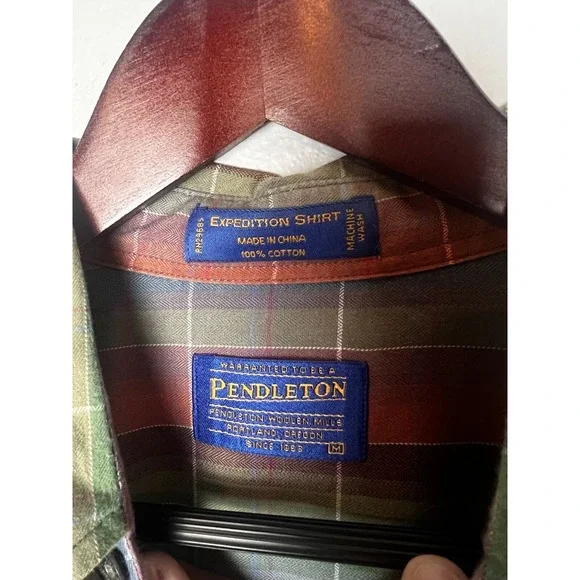 RN29685
EXPEDITION SHIRT
MADE IN CHINA
100% COTTON
MACHINE
WASH
WARRANTED TO BE A
PENDLETON
PENDLETON WOOLEN MILLS
PORTLAND, OREGON
SINCE 1863 M